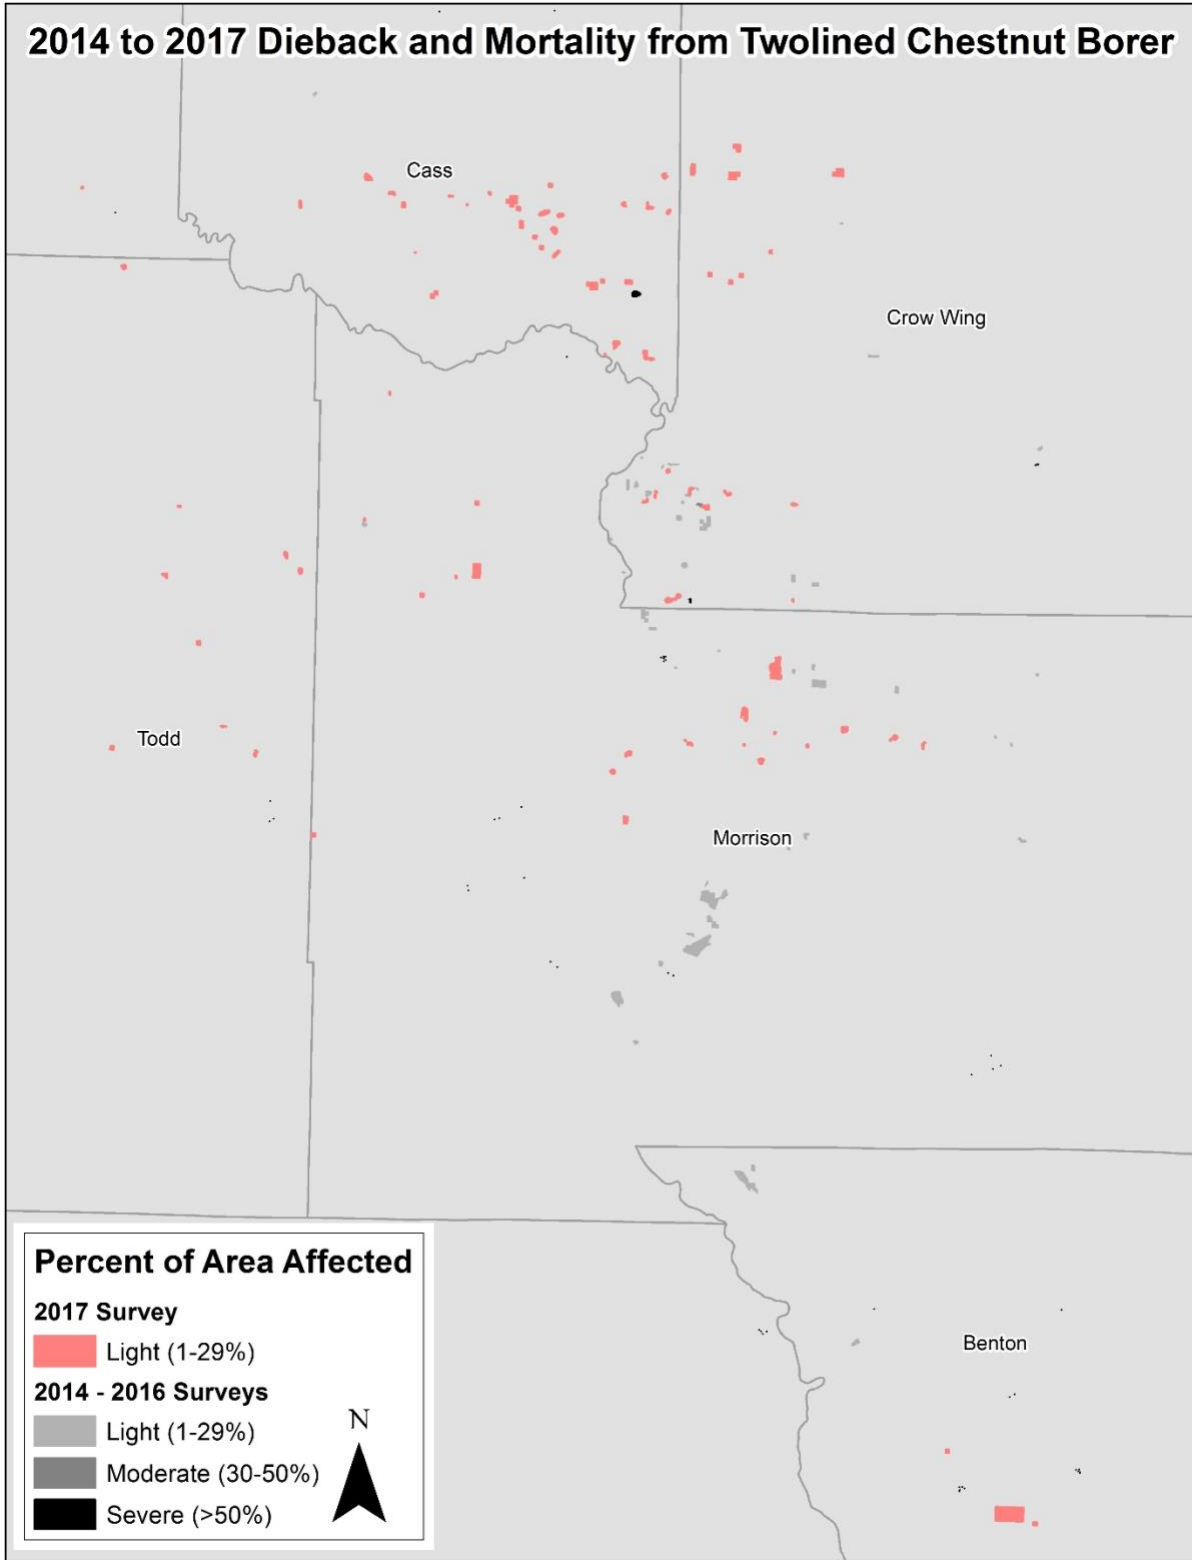 2014 to 2017 Dieback and Mortality from Twolined Chestnut Borer
Cass
Crow Wing
Todd
Morrison
Benton
Percent of Area Affected
2017 Survey
Light (1-29%)
2014 - 2016 Surveys
Light (1-29%)
Moderate (30-50%)
Severe (>50%)
N